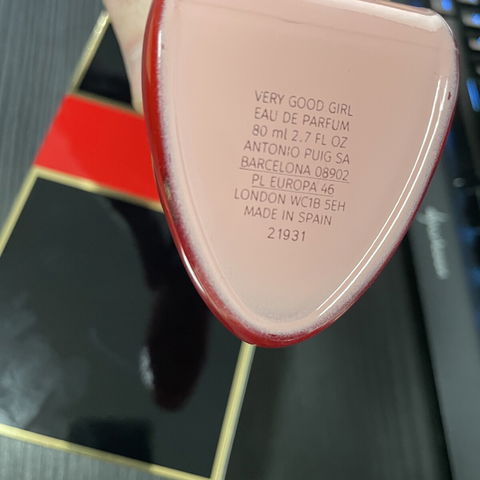 VERY GOOD GIRL
EAU DE PARFUM
80 ml 2.7 FL OZ
ANTONIO PUIG SA
BARCELONA 08902
PL EUROPA 46
LONDON WC1B 5EH
MADE IN SPAIN
21931